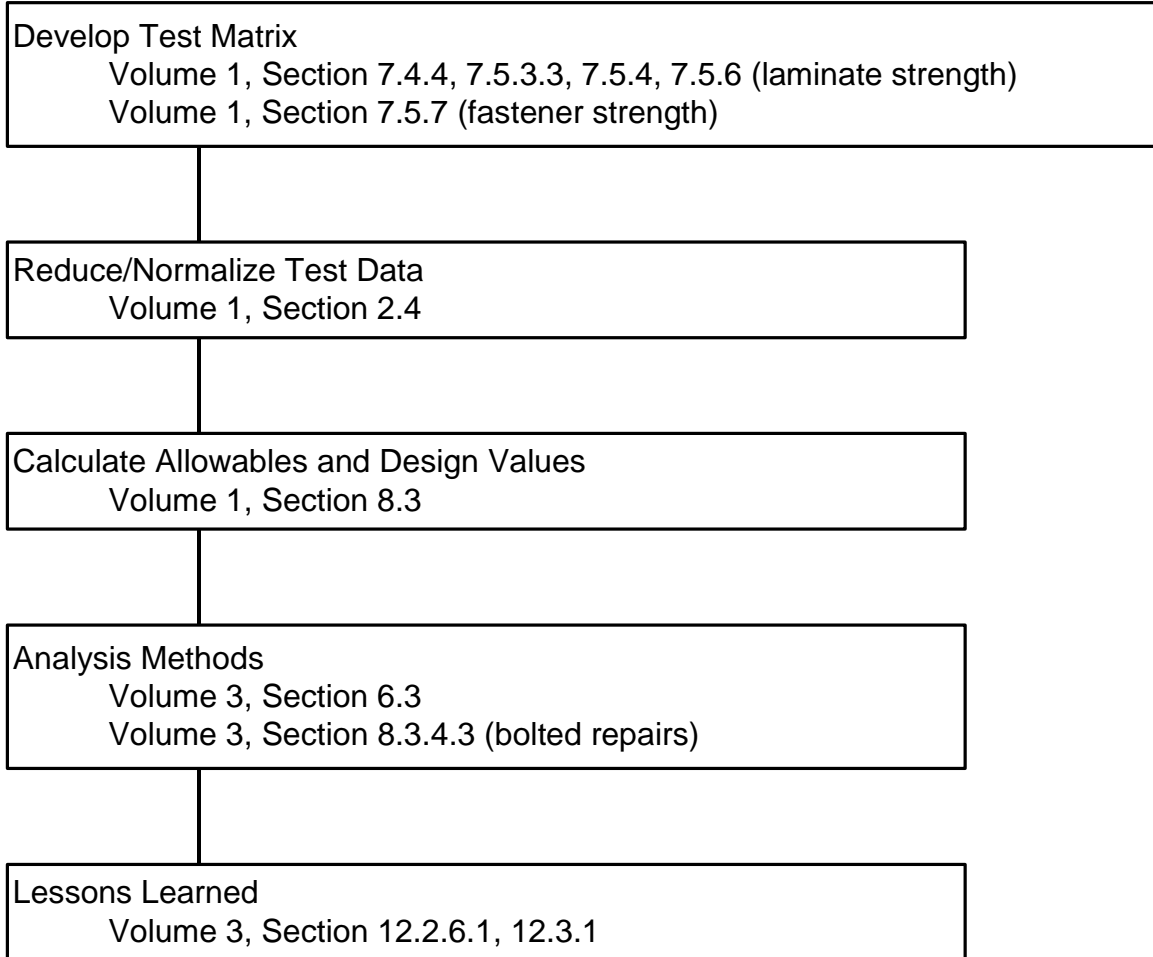 Develop Test Matrix
Volume 1, Section 7.4.4, 7.5.3.3, 7.5.4, 7.5.6 (laminate strength)
Volume 1, Section 7.5.7 (fastener strength)
Reduce/Normalize Test Data
Volume 1, Section 2.4
Calculate Allowables and Design Values
Volume 1, Section 8.3
Analysis Methods
Volume 3, Section 6.3
Volume 3, Section 8.3.4.3 (bolted repairs)
Lessons Learned
Volume 3, Section 12.2.6.1, 12.3.1